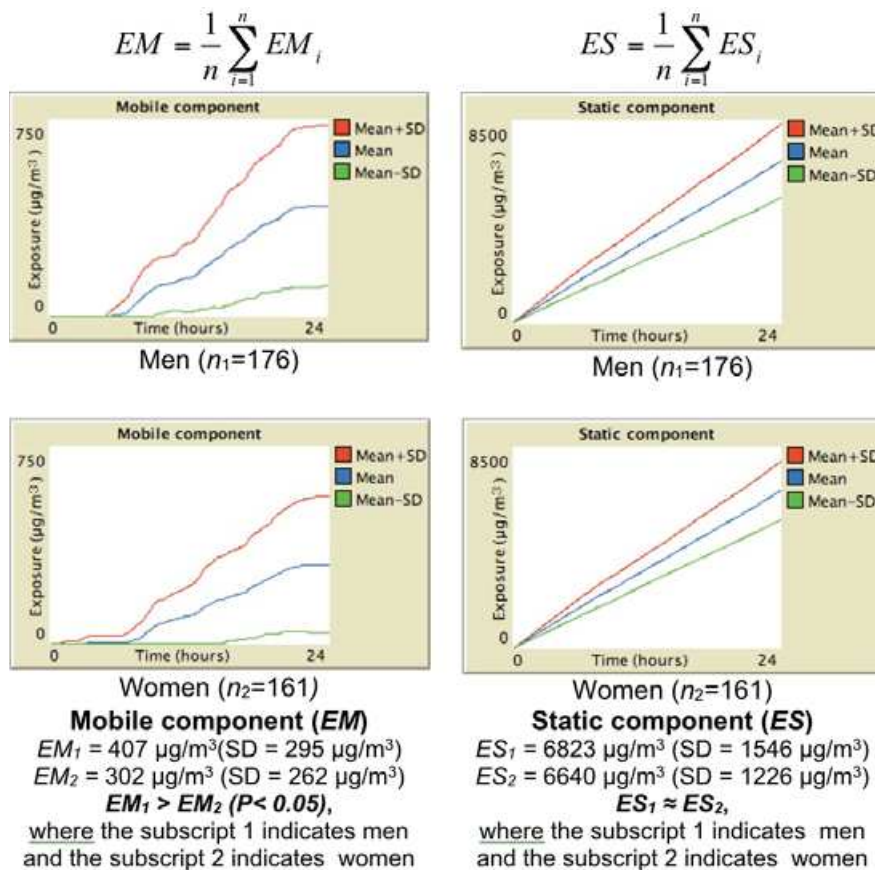 EM = 1/n ∑ i=1 n EM i
ES = 1/n ∑ i=1 n ES i
Mobile component
750
Exposure (µg/m³)
0
0
Time (hours)
24
Mean+SD
Mean
Mean−SD
Men (n₁=176)
Static component
8500
Exposure (µg/m³)
0
0
Time (hours)
24
Mean+SD
Mean
Mean−SD
Men (n₁=176)
Mobile component
750
Exposure (µg/m³)
0
0
Time (hours)
24
Mean+SD
Mean
Mean−SD
Women (n₂=161)
Static component
8500
Exposure (µg/m³)
0
0
Time (hours)
24
Mean+SD
Mean
Mean−SD
Women (n₂=161)
Mobile component (EM)
EM₁ = 407 µg/m³(SD = 295 µg/m³)
EM₂ = 302 µg/m³ (SD = 262 µg/m³)
EM₁ > EM₂ (P< 0.05),
where the subscript 1 indicates men
and the subscript 2 indicates women
Static component (ES)
ES₁ = 6823 µg/m³ (SD = 1546 µg/m³)
ES₂ = 6640 µg/m³ (SD = 1226 µg/m³)
ES₁ ≈ ES₂,
where the subscript 1 indicates men
and the subscript 2 indicates women